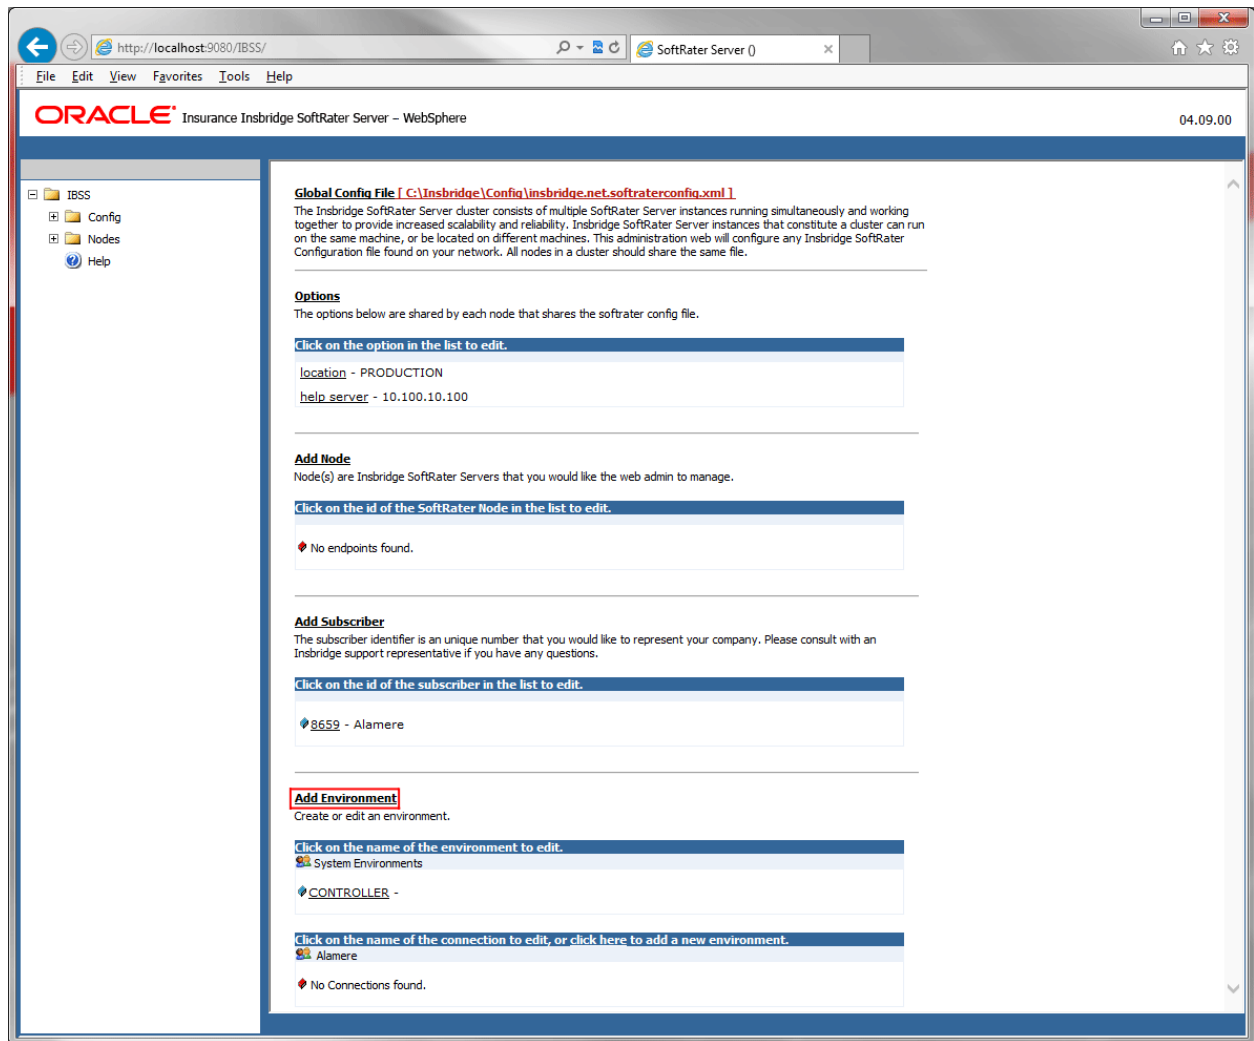 http://localhost:9080/IBSS/
SoftRater Server ()
File Edit View Favorites Tools Help
ORACLE Insurance Insbridge SoftRater Server – WebSphere
04.09.00
IBSS
Config
Nodes
Help
Global Config File [ C:\Insbridge\Config\insbridge.net.softraterconfig.xml ]
The Insbridge SoftRater Server cluster consists of multiple SoftRater Server instances running simultaneously and working
together to provide increased scalability and reliability. Insbridge SoftRater Server instances that constitute a cluster can run
on the same machine, or be located on different machines. This administration web will configure any Insbridge SoftRater
Configuration file found on your network. All nodes in a cluster should share the same file.
Options
The options below are shared by each node that shares the softrater config file.
Click on the option in the list to edit.
location - PRODUCTION
help server - 10.100.10.100
Add Node
Node(s) are Insbridge SoftRater Servers that you would like the web admin to manage.
Click on the id of the SoftRater Node in the list to edit.
No endpoints found.
Add Subscriber
The subscriber identifier is an unique number that you would like to represent your company. Please consult with an
Insbridge support representative if you have any questions.
Click on the id of the subscriber in the list to edit.
8659 - Alamere
Add Environment
Create or edit an environment.
Click on the name of the environment to edit.
System Environments
CONTROLLER -
Click on the name of the connection to edit, or click here to add a new environment.
Alamere
No Connections found.